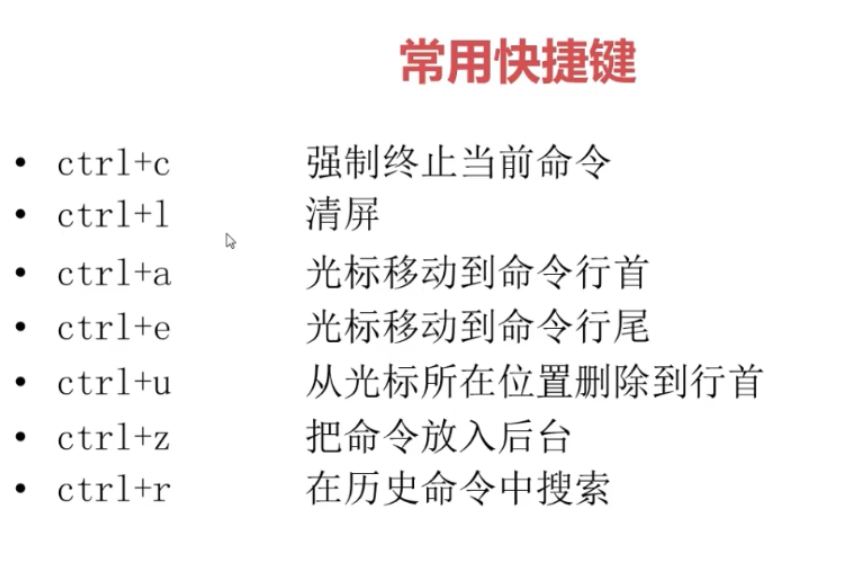 常用快捷键
• ctrl+c 强制终止当前命令
• ctrl+l 清屏
• ctrl+a 光标移动到命令行首
• ctrl+e 光标移动到命令行尾
• ctrl+u 从光标所在位置删除到行首
• ctrl+z 把命令放入后台
• ctrl+r 在历史命令中搜索